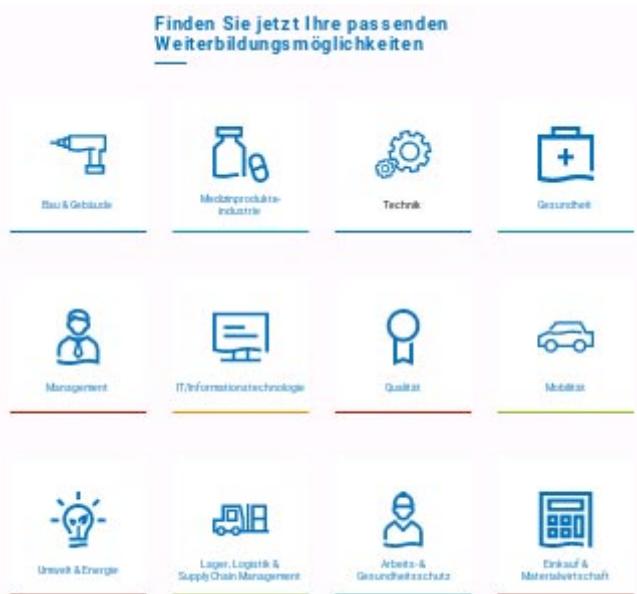 Finden Sie jetzt Ihre passenden
Weiterbildungsmöglichkeiten
Bau & Gebäude
Medizinprodukte-
industrie
Technik
Gesundheit
Management
IT/Informationstechnologie
Qualität
Mobilität
Umwelt & Energie
Lager, Logistik &
Supply Chain Management
Arbeits- &
Gesundheitsschutz
Einkauf &
Materialwirtschaft